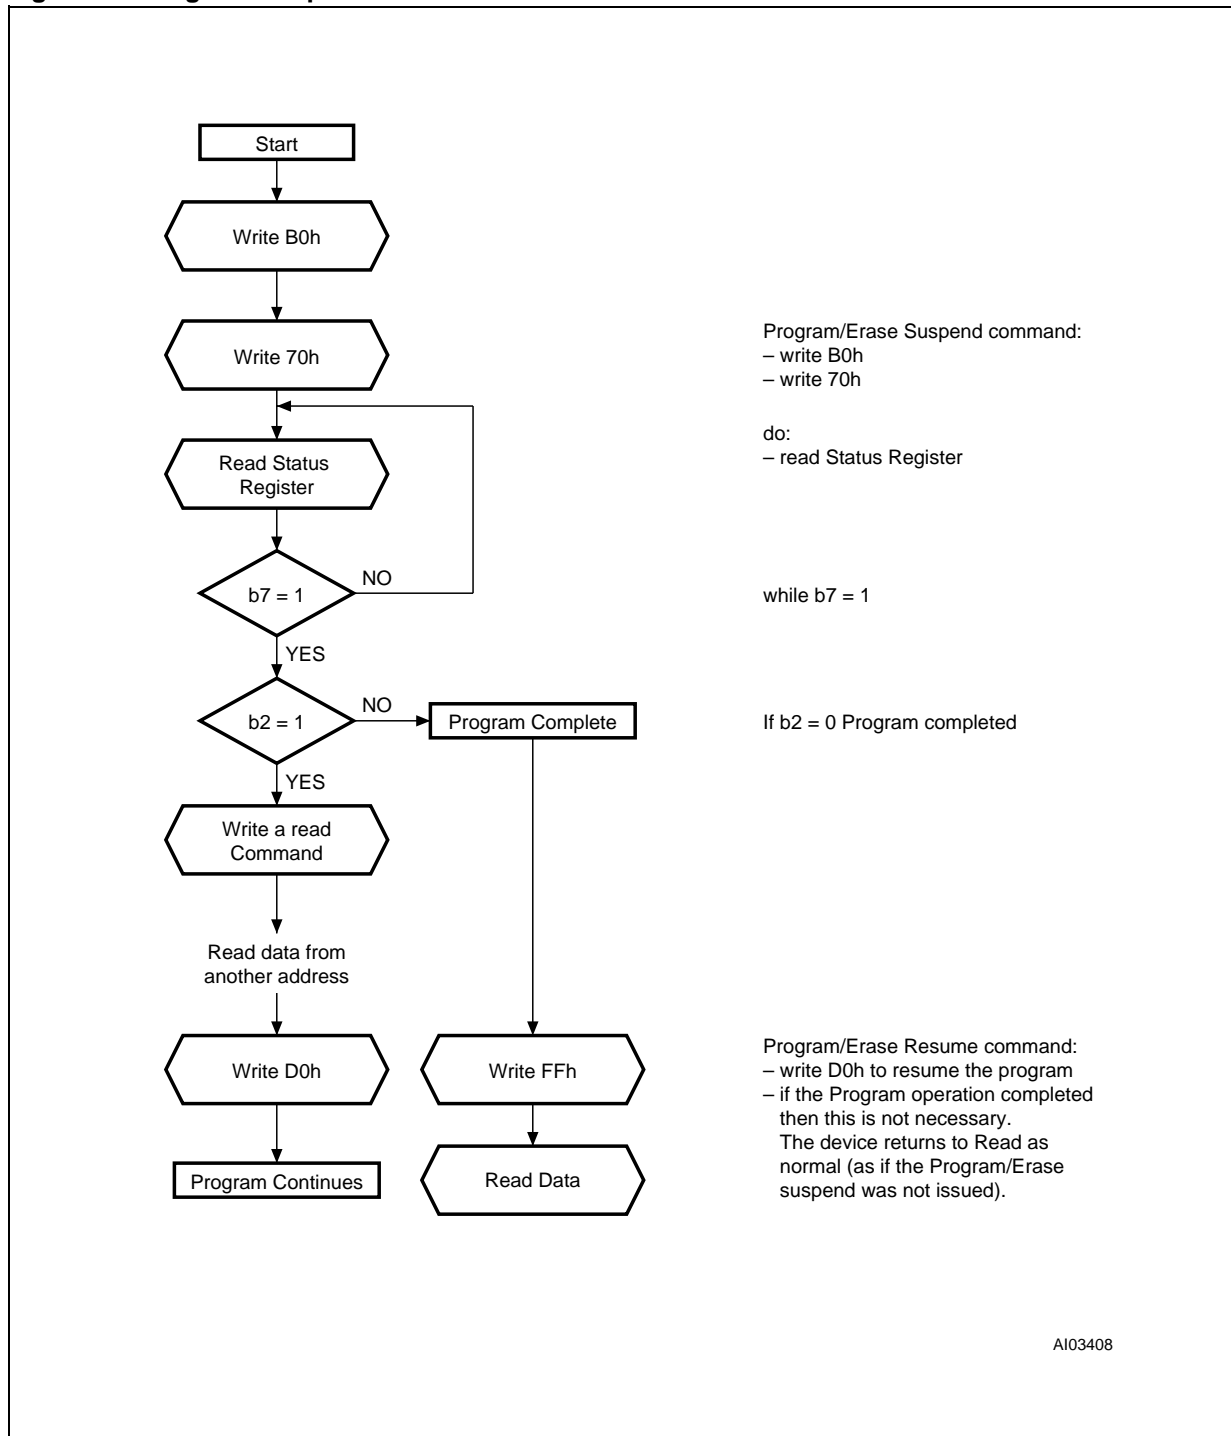 Start
Write B0h
Write 70h
Program/Erase Suspend command:
– write B0h
– write 70h
do:
– read Status Register
Read Status
Register
b7 = 1
NO
while b7 = 1
YES
b2 = 1
NO
Program Complete
If b2 = 0 Program completed
YES
Write a read
Command
Read data from
another address
Write D0h
Write FFh
Program/Erase Resume command:
– write D0h to resume the program
– if the Program operation completed
then this is not necessary.
The device returns to Read as
normal (as if the Program/Erase
suspend was not issued).
Program Continues
Read Data
AI03408